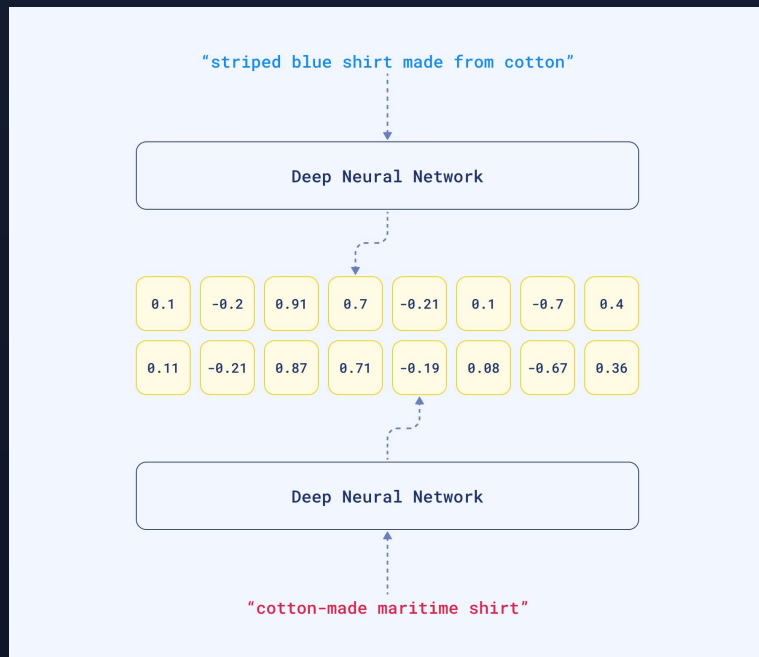 “striped blue shirt made from cotton”
Deep Neural Network
0.1 -0.2 0.91 0.7 -0.21 0.1 -0.7 0.4
0.11 -0.21 0.87 0.71 -0.19 0.08 -0.67 0.36
Deep Neural Network
“cotton-made maritime shirt”